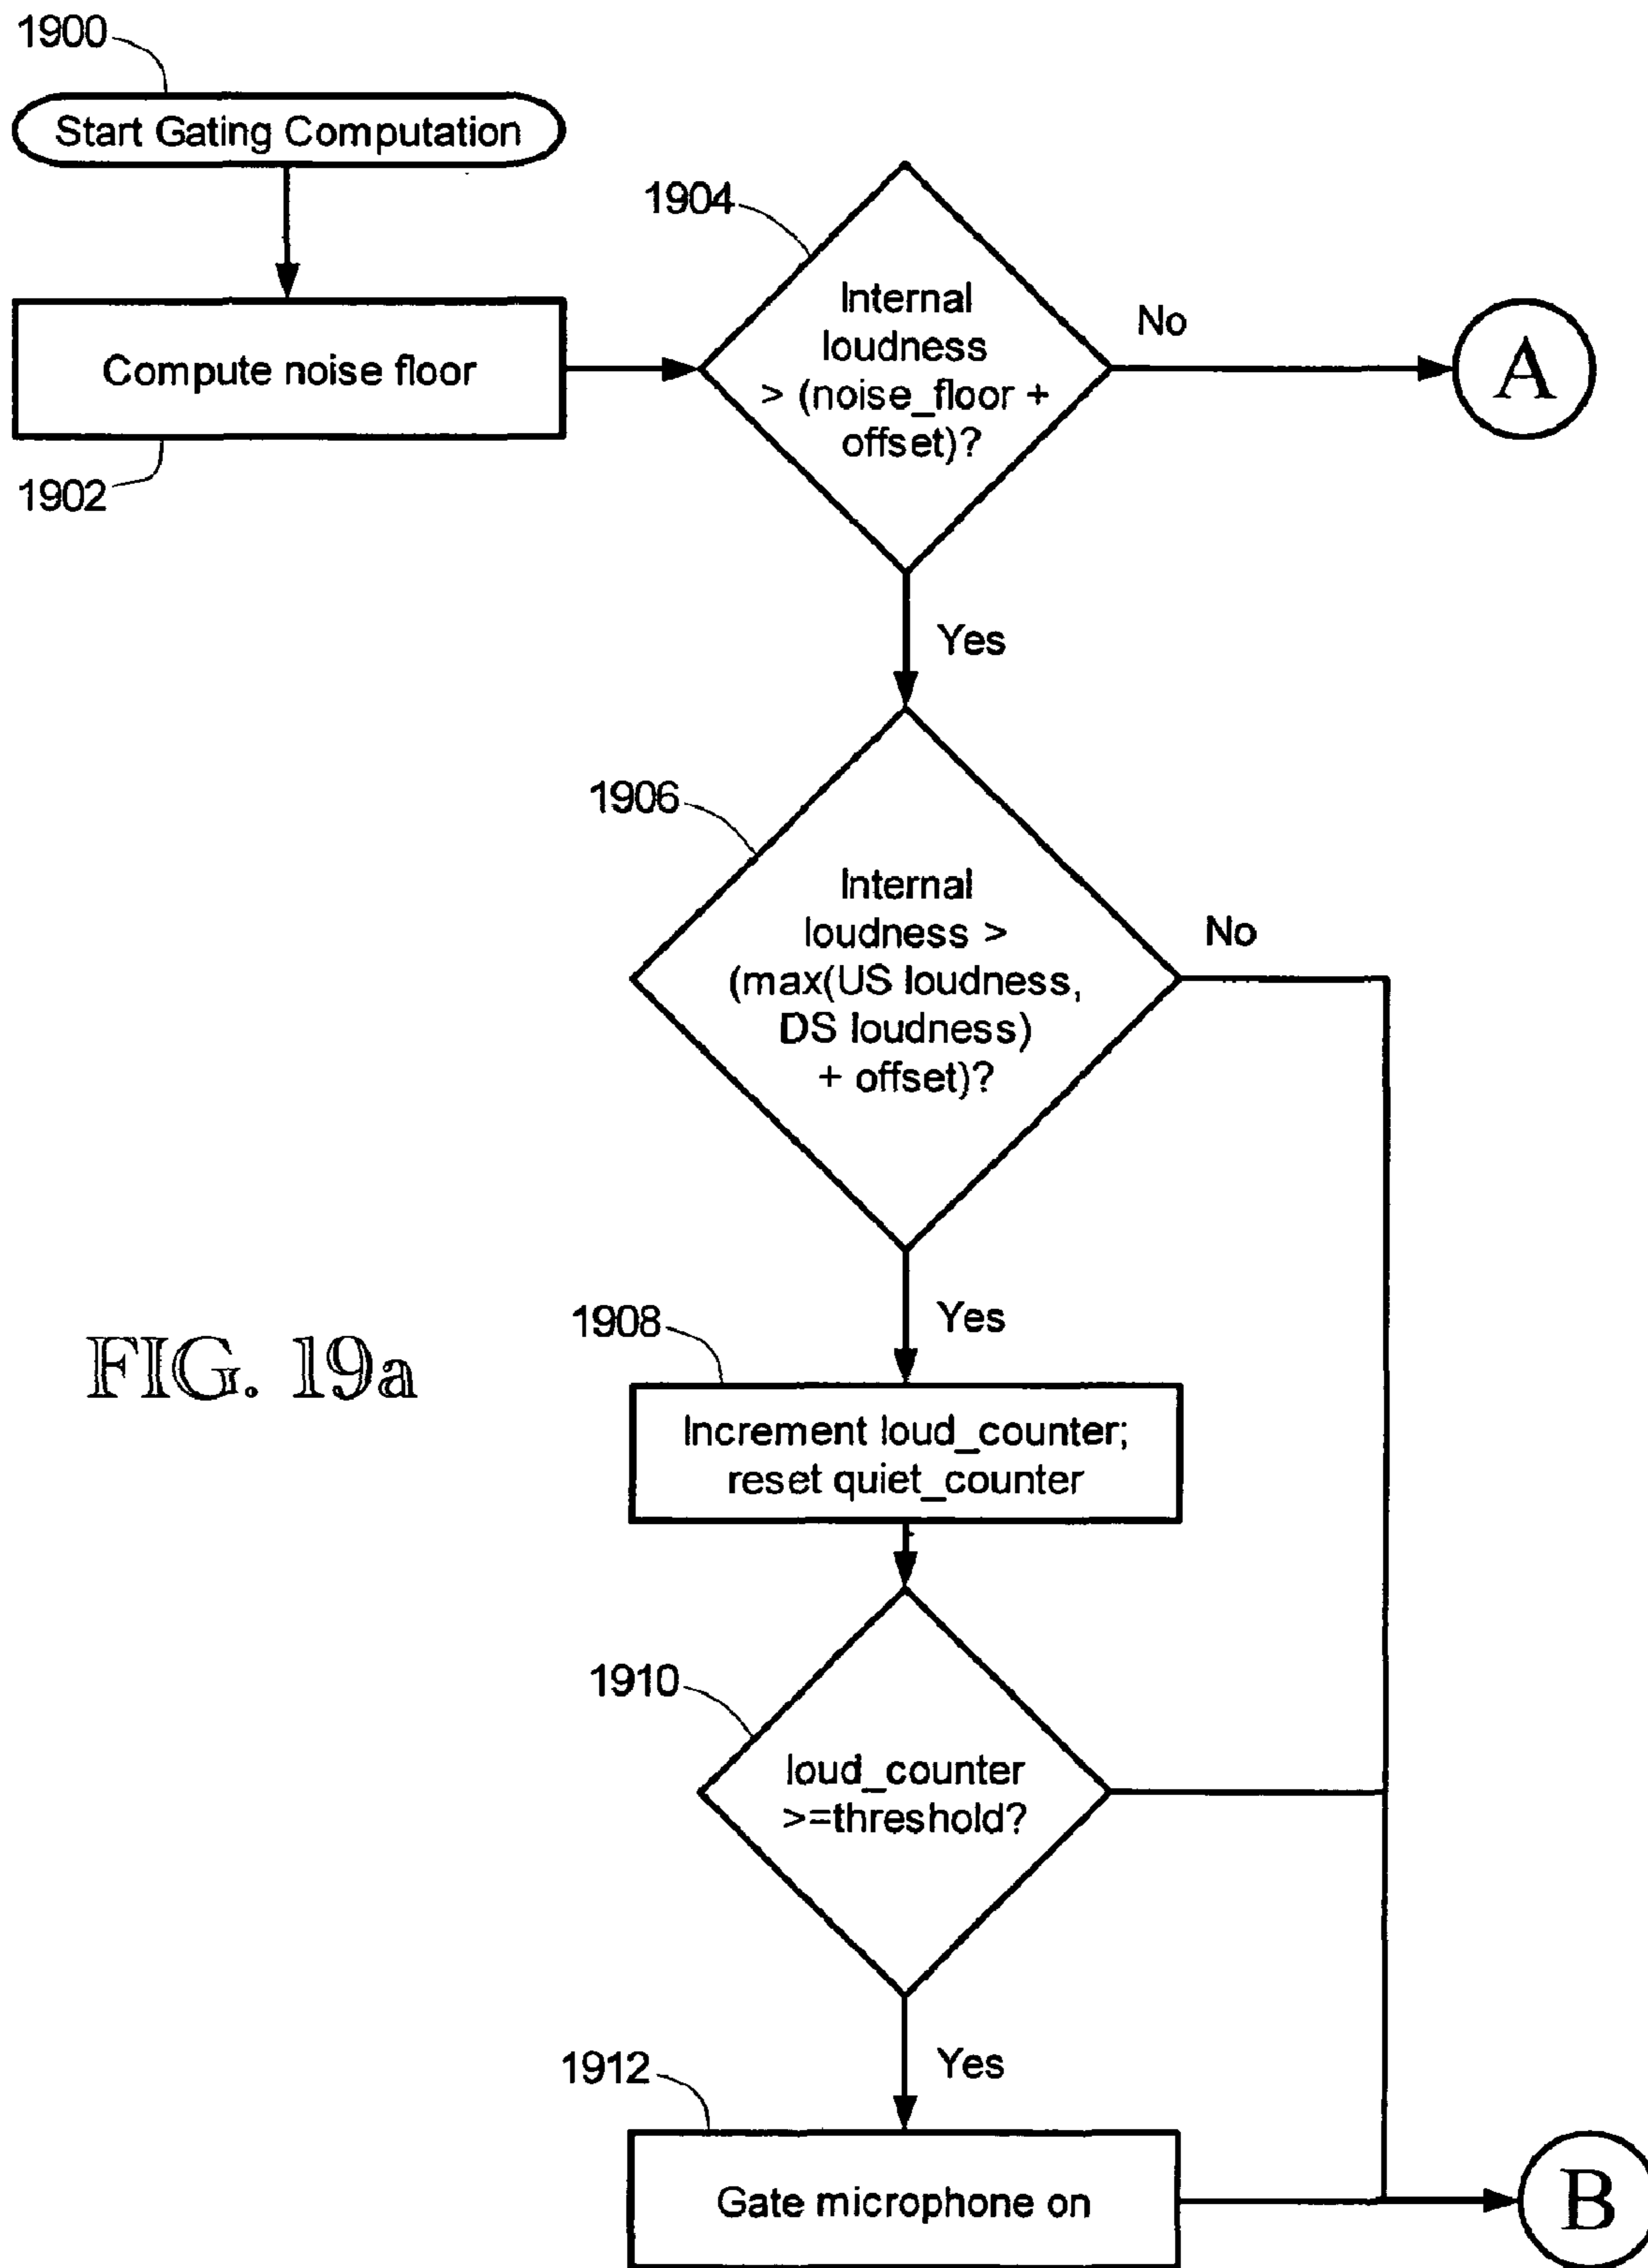 1900
Start Gating Computation
1904
Internal
loudness
> (noise_floor +
offset)?
No
A
Compute noise floor
1902
Yes
1906
Internal
loudness >
(max(US loudness,
DS loudness)
+ offset)?
No
Yes
1908
FIG. 19a
Increment loud_counter;
reset quiet_counter
1910
loud_counter
>=threshold?
Yes
1912
Gate microphone on
B